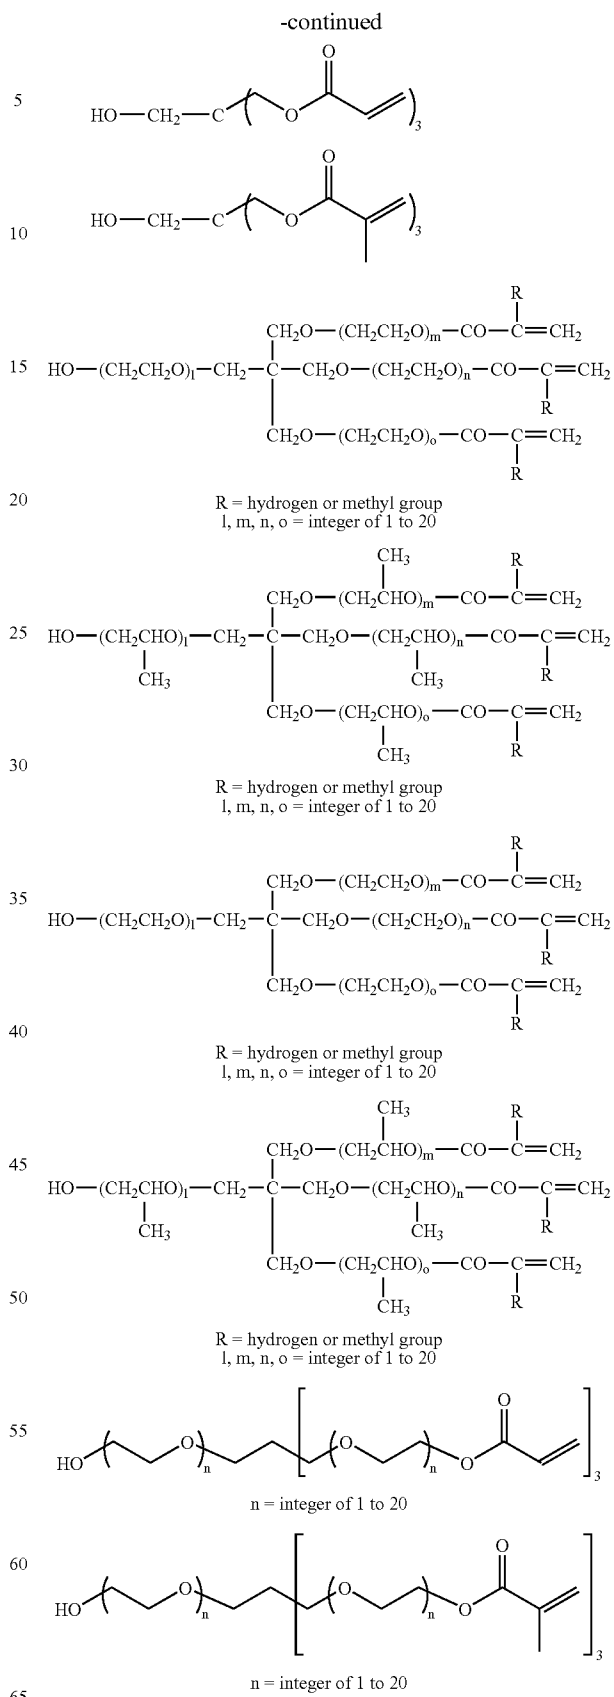 -continued
5
HO—CH2—C(O O)3
10
HO—CH2—C(O O)3
R
CH2O—(CH2CH2O)m—CO—C=CH2
15
HO—(CH2CH2O)l—CH2—C—CH2O—(CH2CH2O)n—CO—C=CH2
R
CH2O—(CH2CH2O)o—CO—C=CH2
R
20
R = hydrogen or methyl group
l, m, n, o = integer of 1 to 20
CH3 R
CH2O—(CH2CHO)m—CO—C=CH2
25
HO—(CH2CHO)l—CH2—C—CH2O—(CH2CHO)n—CO—C=CH2
CH3 CH3 R
CH2O—(CH2CHO)o—CO—C=CH2
CH3 R
30
R = hydrogen or methyl group
l, m, n, o = integer of 1 to 20
R
CH2O—(CH2CH2O)m—CO—C=CH2
35
HO—(CH2CH2O)l—CH2—C—CH2O—(CH2CH2O)n—CO—C=CH2
R
CH2O—(CH2CH2O)o—CO—C=CH2
R
40
R = hydrogen or methyl group
l, m, n, o = integer of 1 to 20
CH3 R
CH2O—(CH2CHO)m—CO—C=CH2
45
HO—(CH2CHO)l—CH2—C—CH2O—(CH2CHO)n—CO—C=CH2
CH3 CH3 R
CH2O—(CH2CHO)o—CO—C=CH2
CH3 R
50
R = hydrogen or methyl group
l, m, n, o = integer of 1 to 20
O
55
HO ( O)n [ ( O )n O ]3
n = integer of 1 to 20
60
O
HO ( O)n [ ( O )n O ]3
n = integer of 1 to 20
65